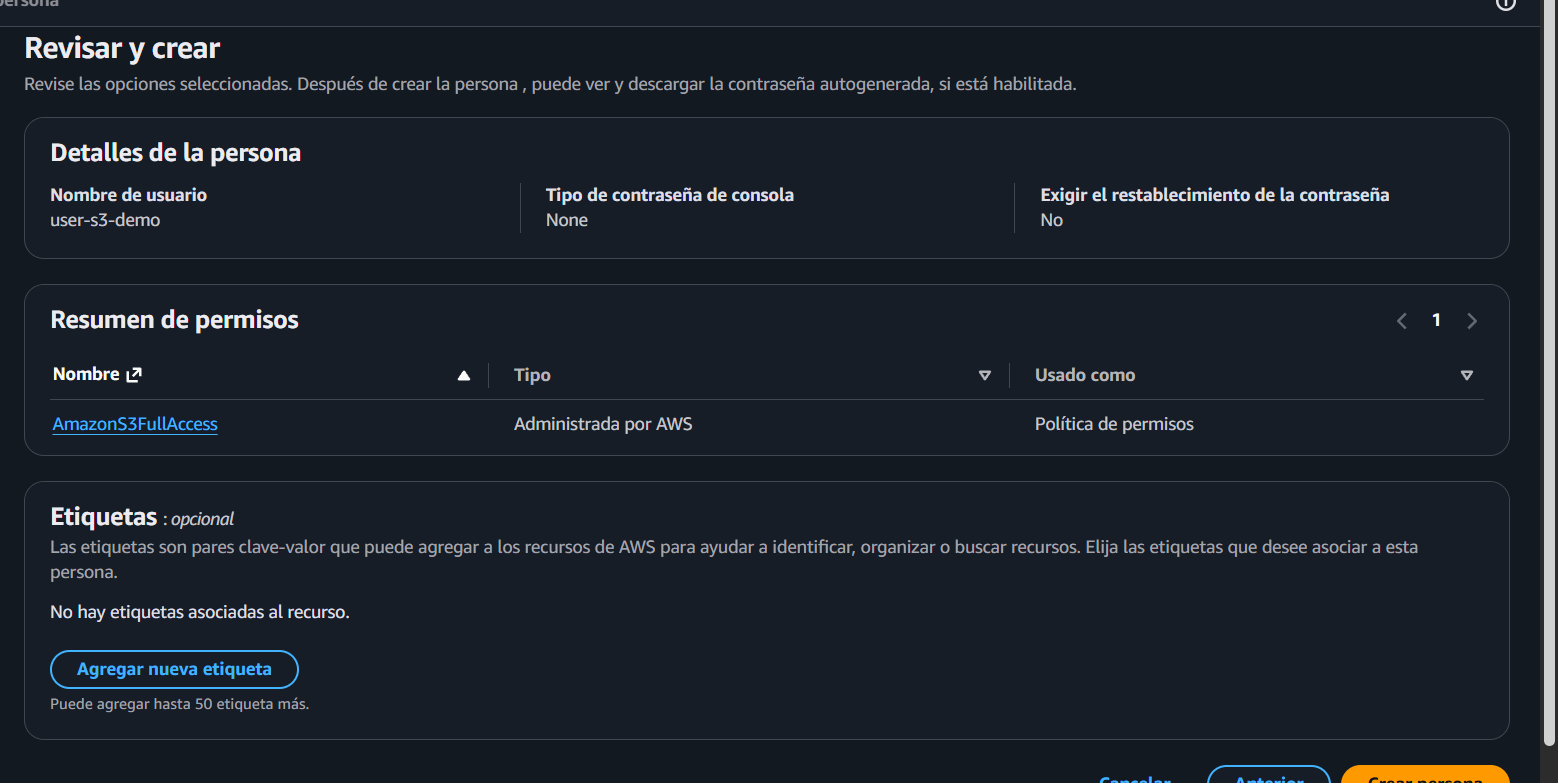 persona
Revisar y crear
Revise las opciones seleccionadas. Después de crear la persona , puede ver y descargar la contraseña autogenerada, si está habilitada.
Detalles de la persona
Nombre de usuario
user-s3-demo
Tipo de contraseña de consola
None
Exigir el restablecimiento de la contraseña
No
Resumen de permisos
1
Nombre
Tipo
Usado como
AmazonS3FullAccess
Administrada por AWS
Política de permisos
Etiquetas : opcional
Las etiquetas son pares clave-valor que puede agregar a los recursos de AWS para ayudar a identificar, organizar o buscar recursos. Elija las etiquetas que desee asociar a esta
persona.
No hay etiquetas asociadas al recurso.
Agregar nueva etiqueta
Puede agregar hasta 50 etiqueta más.
Cancelar
Anterior
Crear persona